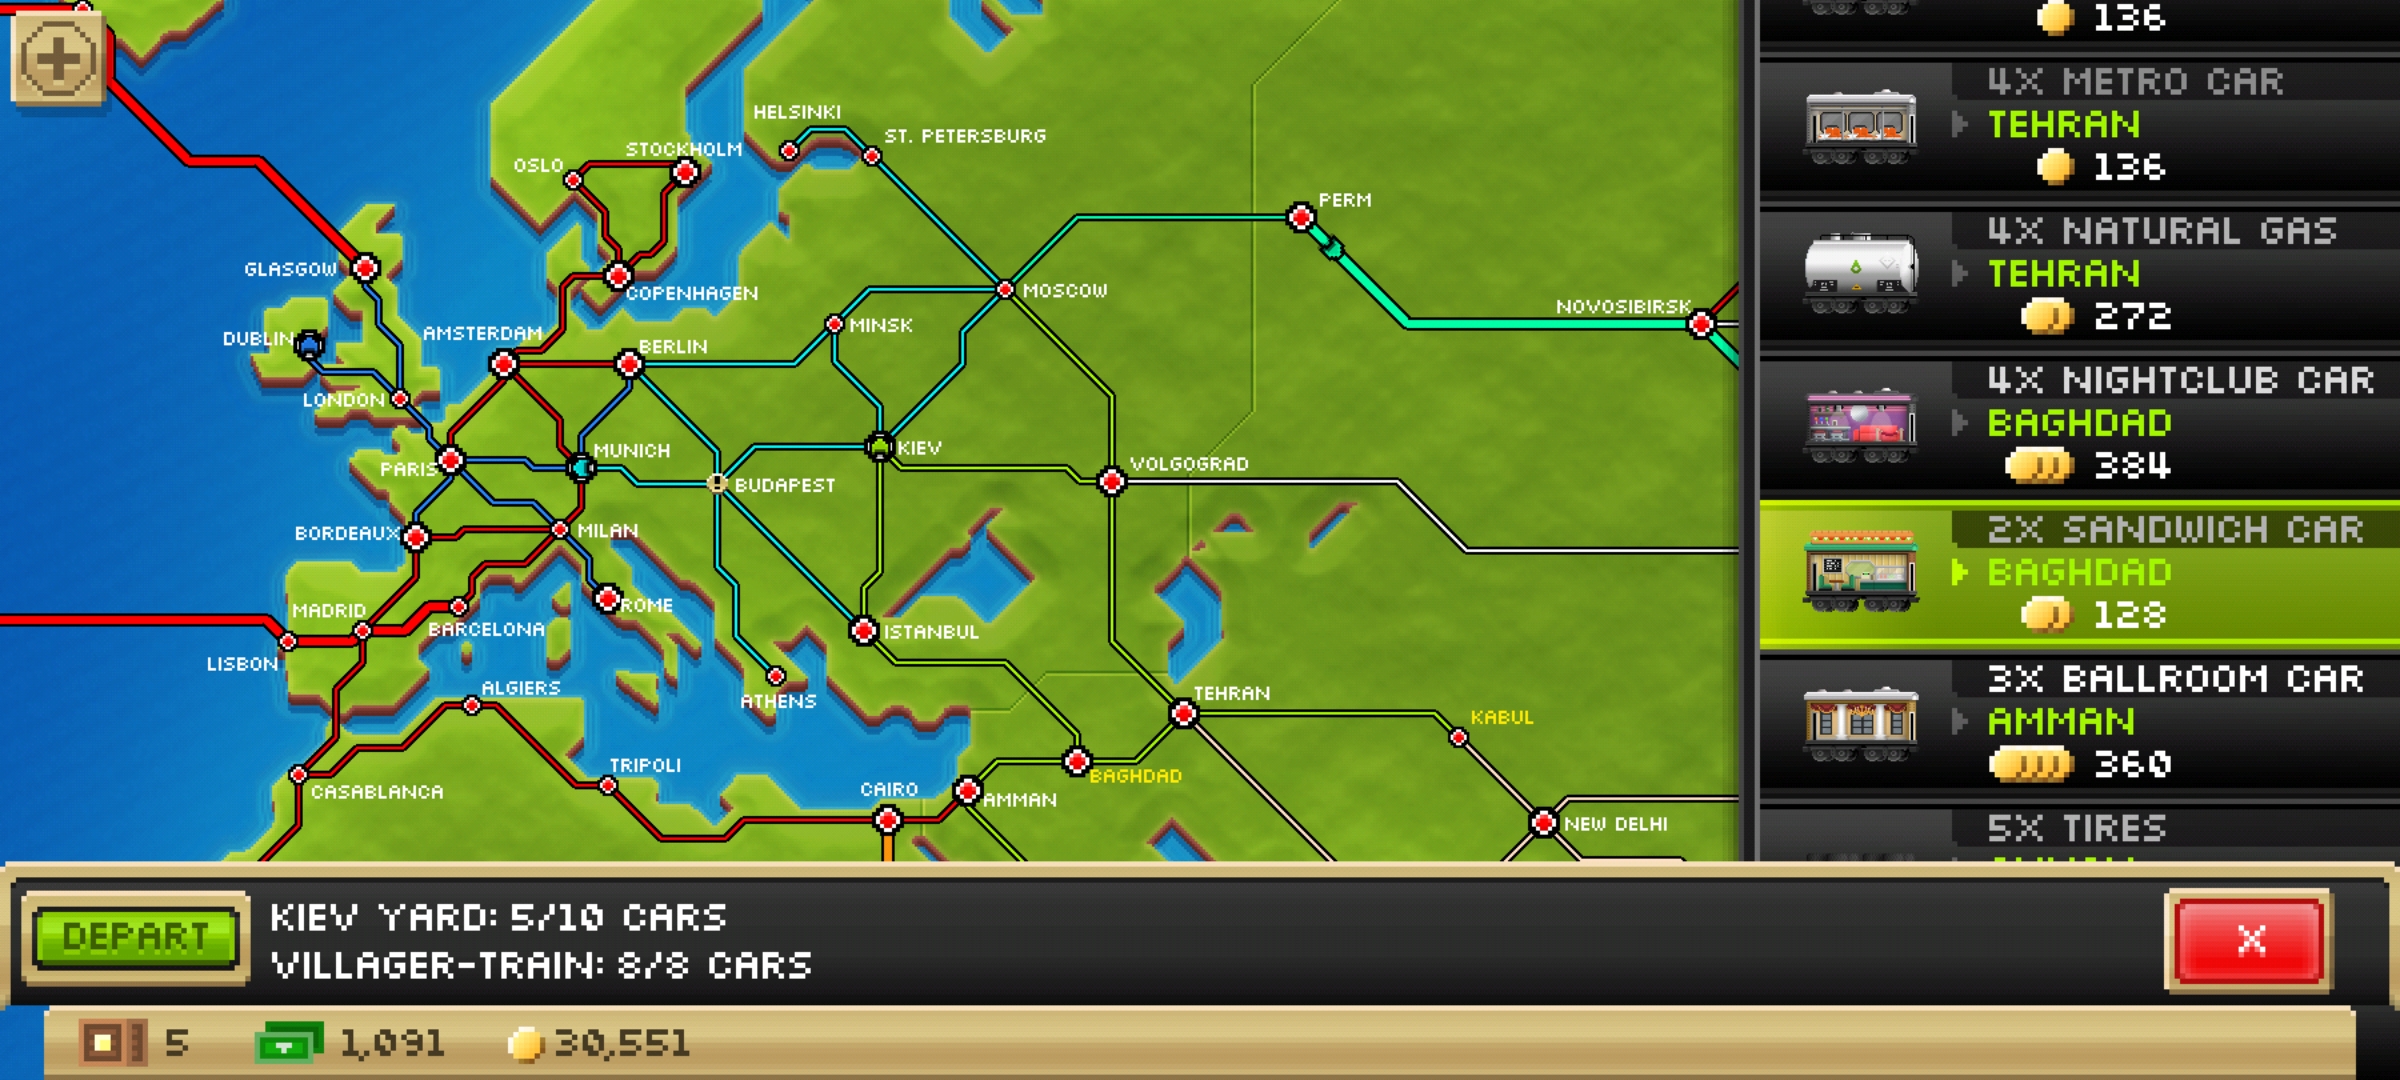 HELSINKI
ST. PETERSBURG
STOCKHOLM
OSLO
PERM
GLASGOW
COPENHAGEN
MOSCOW
NOVOSIBIRSK
DUBLIN
AMSTERDAM
BERLIN
MINSK
LONDON
MUNICH
KIEV
PARIS
BUDAPEST
VOLGOGRAD
BORDEAUX
MILAN
MADRID
BARCELONA
ROME
ISTANBUL
LISBON
ALGIERS
ATHENS
TEHRAN
KABUL
TRIPOLI
CASABLANCA
CAIRO
AMMAN
BAGHDAD
NEW DELHI
136
4X METRO CAR
TEHRAN
136
4X NATURAL GAS
TEHRAN
272
4X NIGHTCLUB CAR
BAGHDAD
384
2X SANDWICH CAR
BAGHDAD
128
3X BALLROOM CAR
AMMAN
360
5X TIRES
DEPART
KIEV YARD: 5/10 CARS
VILLAGER-TRAIN: 8/8 CARS
X
5
1,091
30,551